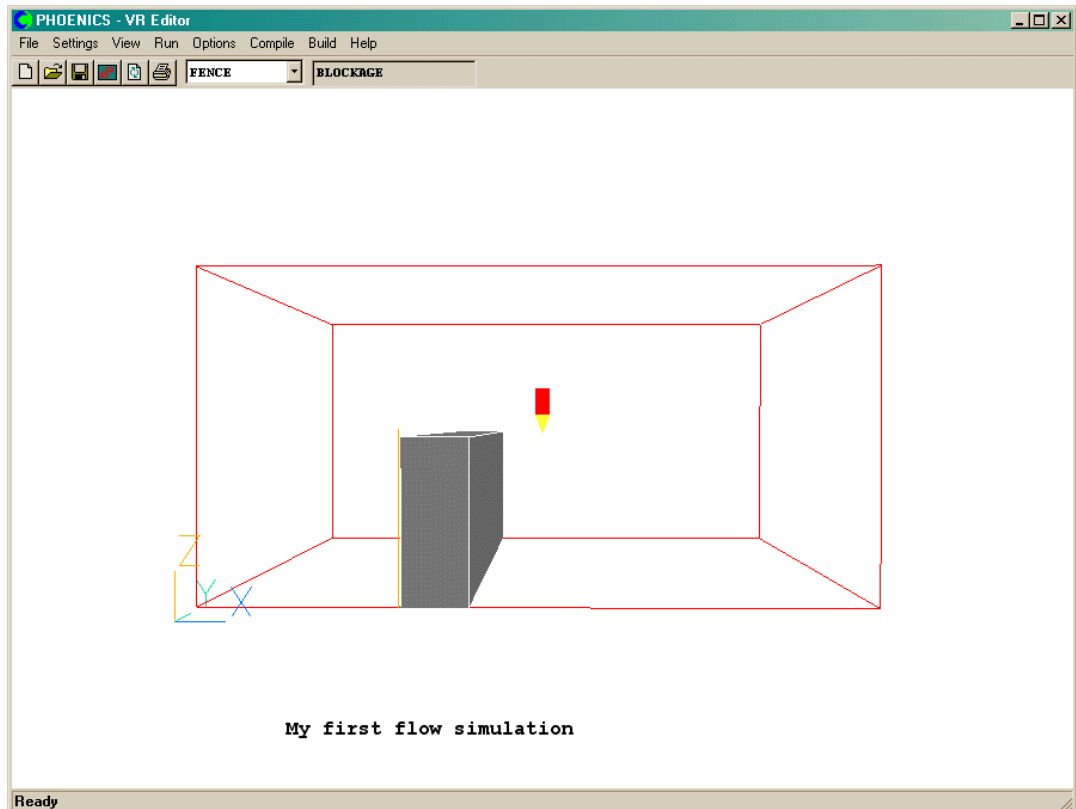 PHOENICS - VR Editor
File Settings View Run Options Compile Build Help
FENCE BLOCKAGE
Z
Y X
My first flow simulation
Ready